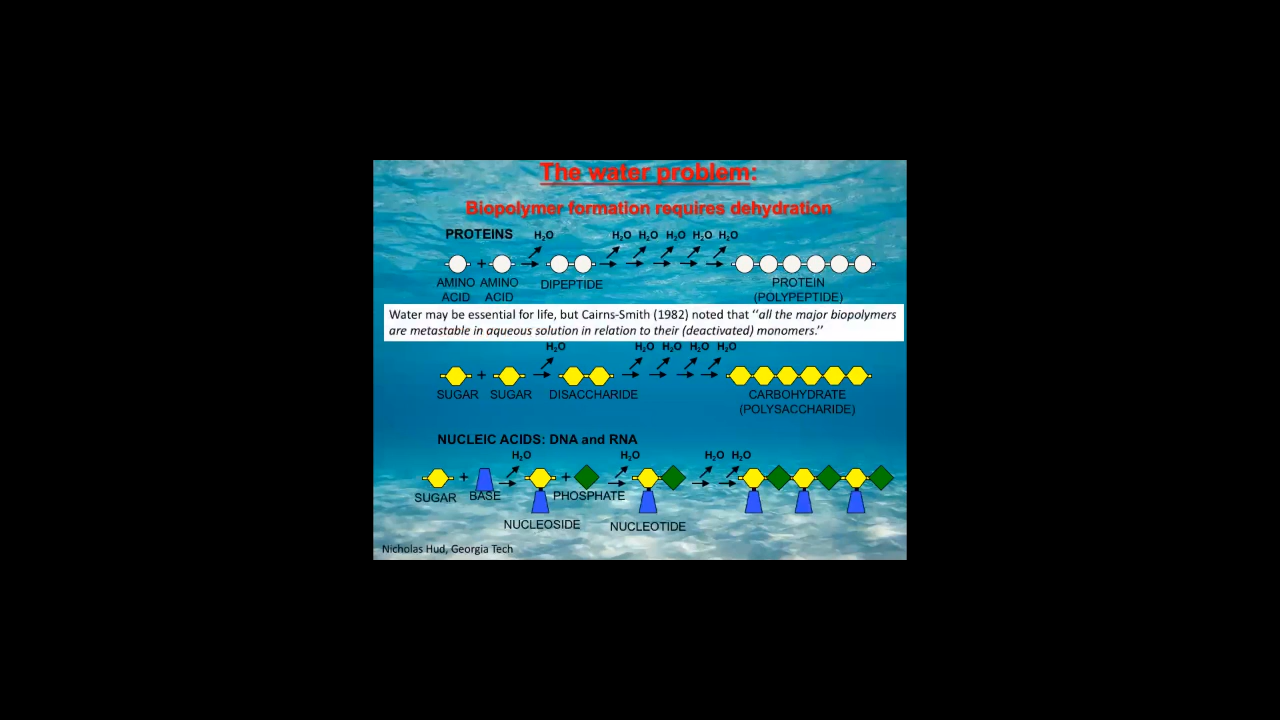 The water problem:
Biopolymer formation requires dehydration
PROTEINS H₂O H₂O H₂O H₂O H₂O H₂O
+
AMINO ACID AMINO ACID DIPEPTIDE PROTEIN (POLYPEPTIDE)
Water may be essential for life, but Cairns-Smith (1982) noted that ‘‘all the major biopolymers
are metastable in aqueous solution in relation to their (deactivated) monomers.’’
H₂O H₂O H₂O H₂O H₂O
+
SUGAR SUGAR DISACCHARIDE CARBOHYDRATE
(POLYSACCHARIDE)
NUCLEIC ACIDS: DNA and RNA
H₂O H₂O H₂O H₂O
+ +
SUGAR BASE PHOSPHATE
NUCLEOSIDE NUCLEOTIDE
Nicholas Hud, Georgia Tech